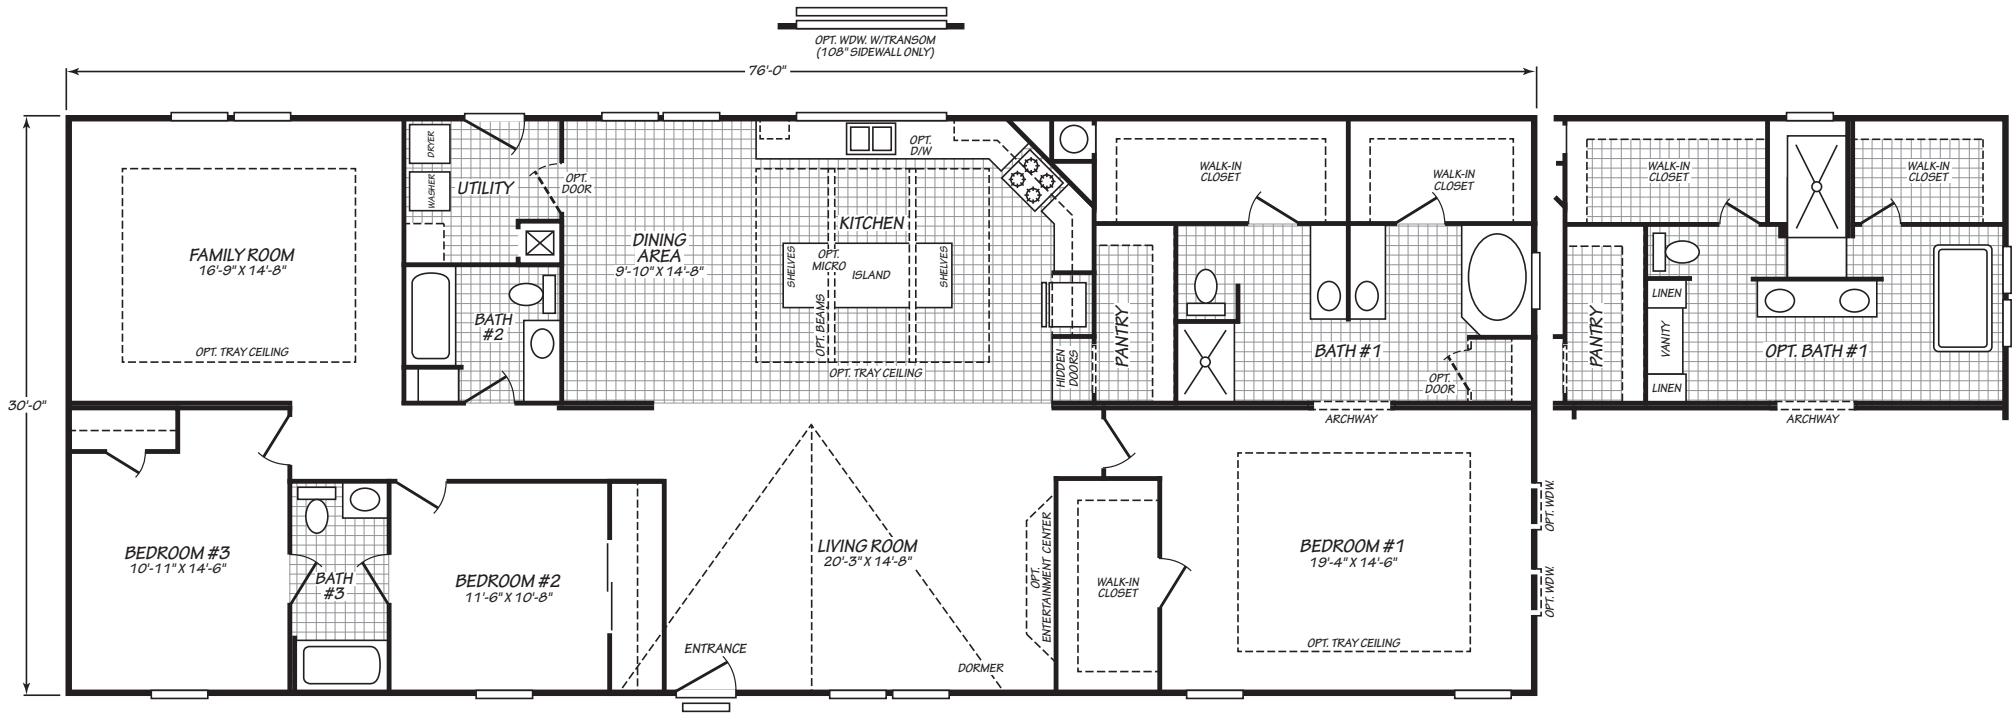 OPT. WDW. W/TRANSOM
(108" SIDEWALL ONLY)
76'-0"
30'-0"
FAMILY ROOM
16'-9" X 14'-8"
OPT. TRAY CEILING
DRYER
WASHER
UTILITY
OPT.
DOOR
BATH
#2
DINING
AREA
9'-10" X 14'-8"
OPT.
D/W
KITCHEN
SHELVES
OPT.
MICRO
ISLAND
SHELVES
OPT. BEAMS
OPT. TRAY CEILING
HIDDEN
DOORS
PANTRY
WALK-IN
CLOSET
WALK-IN
CLOSET
BATH #1
OPT.
DOOR
ARCHWAY
WALK-IN
CLOSET
WALK-IN
CLOSET
PANTRY
LINEN
VANITY
LINEN
OPT. BATH #1
ARCHWAY
BEDROOM #3
10'-11" X 14'-6"
BATH
#3
BEDROOM #2
11'-6" X 10'-8"
ENTRANCE
LIVING ROOM
20'-3" X 14'-8"
DORMER
OPT.
ENTERTAINMENT CENTER
WALK-IN
CLOSET
BEDROOM #1
19'-4" X 14'-6"
OPT. TRAY CEILING
OPT. WDW.
OPT. WDW.